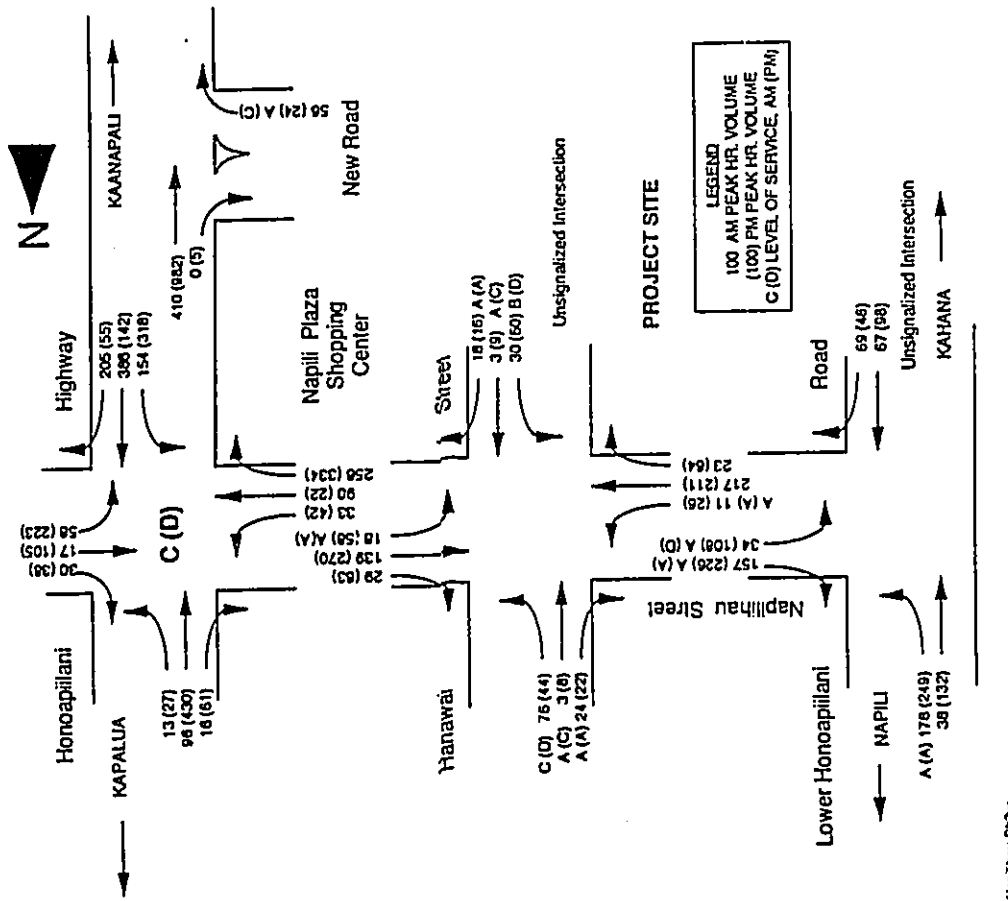 N
Honoapiilani Highway
KAPALUA
KAANAPALI
30 (38)
17 (105)
58 (223)
205 (55)
386 (142)
154 (318)
C (D)
410 (982)
0 (5)
56 (24) A (C)
New Road
13 (27)
96 (430)
16 (61)
33 (42)
90 (22)
256 (334)
Napili Plaza
Shopping
Center
Hanawai Street
29 (83)
139 (270)
18 (58) A(A)
18 (16) A (A)
3 (9) A (C)
30 (60) B (D)
Unsignalized Intersection
C (D) 75 (44)
A (C) 3 (8)
A (A) 24 (22)
A (A) 11 (26)
217 (211)
23 (64)
PROJECT SITE
Napilihau Street
157 (226) A (A)
34 (108) A (D)
LEGEND
100 AM PEAK HR. VOLUME
(100) PM PEAK HR. VOLUME
C (D) LEVEL OF SERVICE, AM (PM)
Lower Honoapiilani Road
69 (46)
67 (98)
Unsignalized Intersection
NAPILI
KAHANA
A (A) 178 (249)
38 (132)